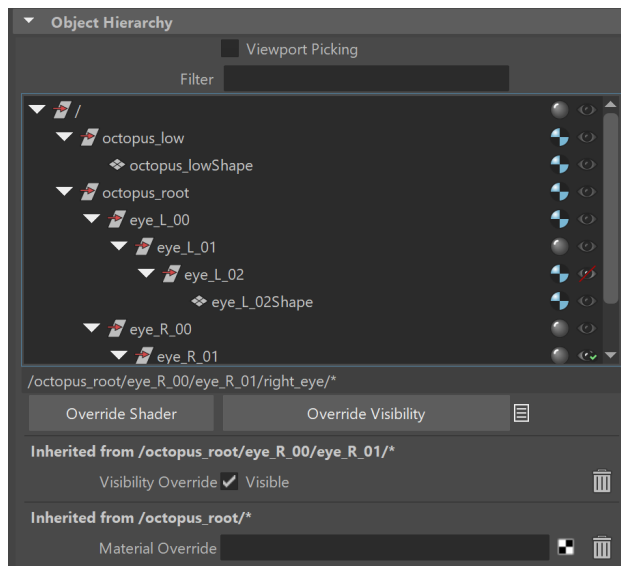 Object Hierarchy
Viewport Picking
Filter
/
octopus_low
octopus_lowShape
octopus_root
eye_L_00
eye_L_01
eye_L_02
eye_L_02Shape
eye_R_00
eye_R_01
/octopus_root/eye_R_00/eye_R_01/right_eye/*
Override Shader Override Visibility
Inherited from /octopus_root/eye_R_00/eye_R_01/*
Visibility Override Visible
Inherited from /octopus_root/*
Material Override